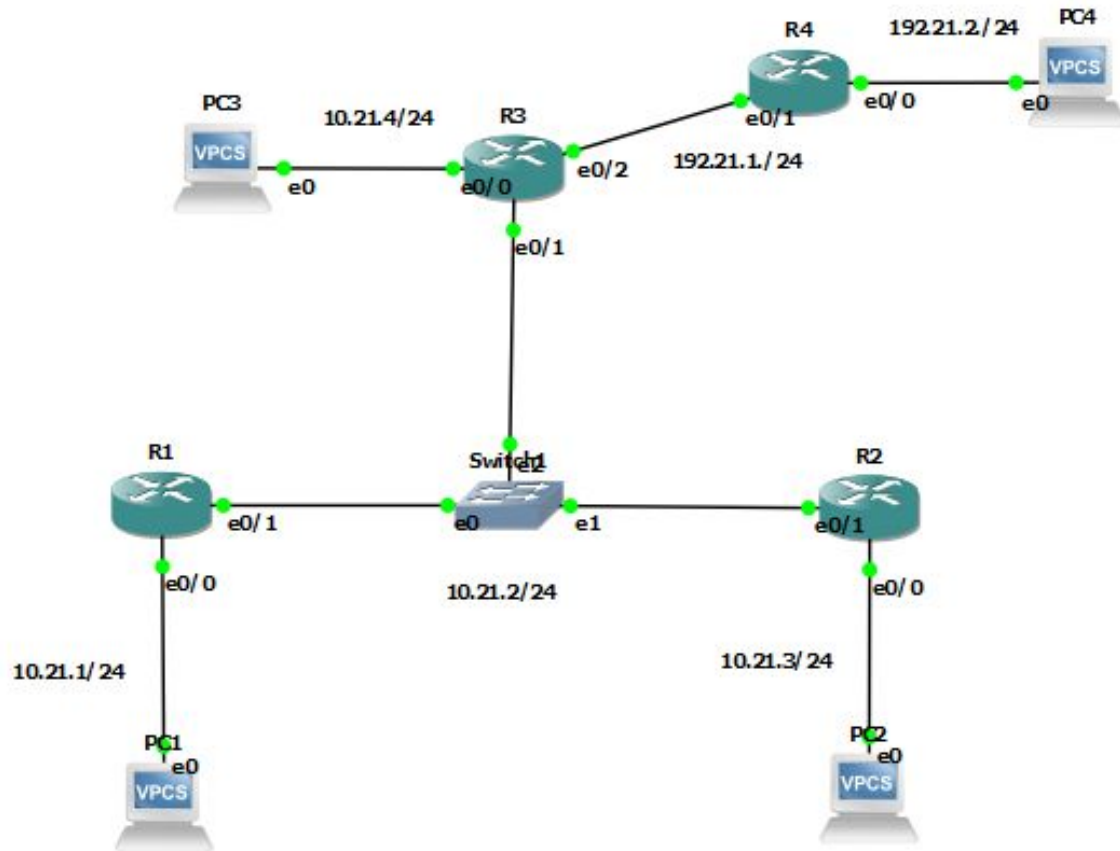 R4
192.21.2./24
PC4
VPCS
e0/0
e0
e0/1
PC3
10.21.4/24
R3
VPCS
e0
e0/0
e0/2
192.21.1./24
e0/1
R1
Switch1
e2
R2
e0/1
e0
e1
e0/1
e0/0
10.21.2/24
e0/0
10.21.1/24
10.21.3/24
PC1
e0
VPCS
PC2
e0
VPCS